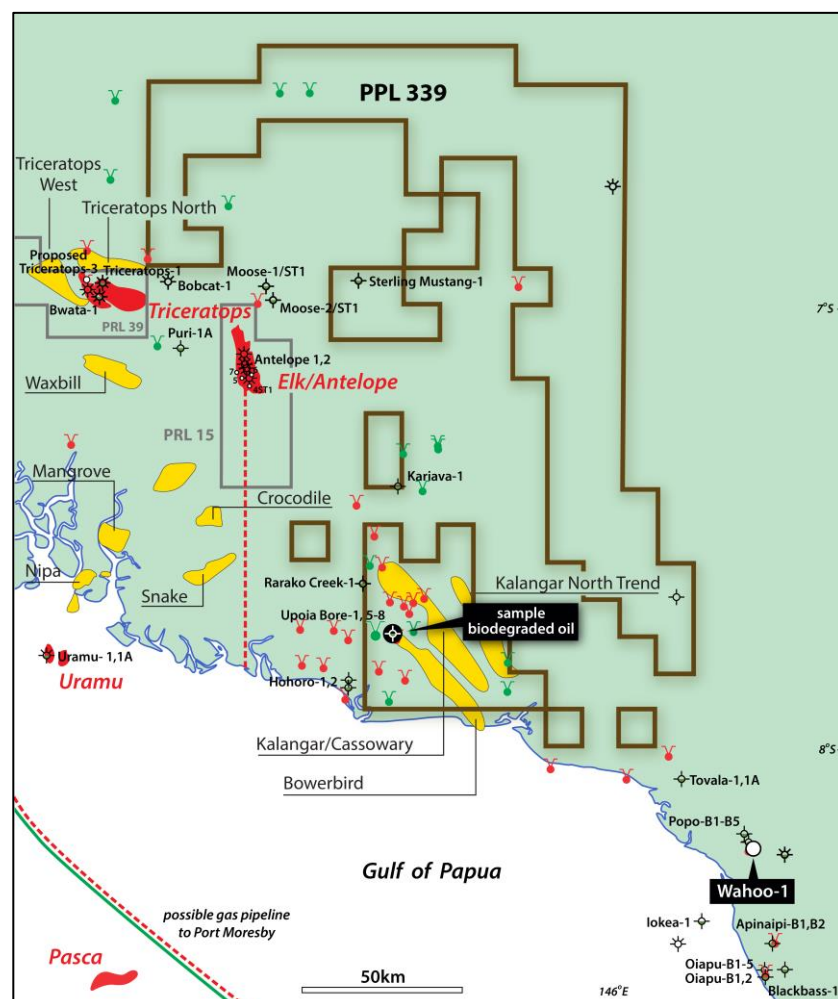 PPL 339
Triceratops
West
Triceratops North
Proposed
Triceratops-3
Triceratops-1
Bwata-1
Bobcat-1
Moose-1/ST1
Moose-2/ST1
Sterling Mustang-1
Triceratops
PRL 39
Puri-1A
7°S
Antelope 1,2
Elk/Antelope
Waxbill
PRL 15
Mangrove
Kariava-1
Crocodile
Nipa
Snake
Rarako Creek-1
Kalangar North Trend
Upoia Bore-1, 5-8
sample
biodegraded oil
Uramu- 1,1A
Uramu
Hohoro-1,2
Kalangar/Cassowary
Bowerbird
8°S
Tovala-1,1A
Popo-B1-B5
Gulf of Papua
Wahoo-1
possible gas pipeline
to Port Moresby
Iokea-1
Apinaipi-B1,B2
Pasca
Oiapu-B1-5
Oiapu-B1,2
Blackbass-1
50km
146°E